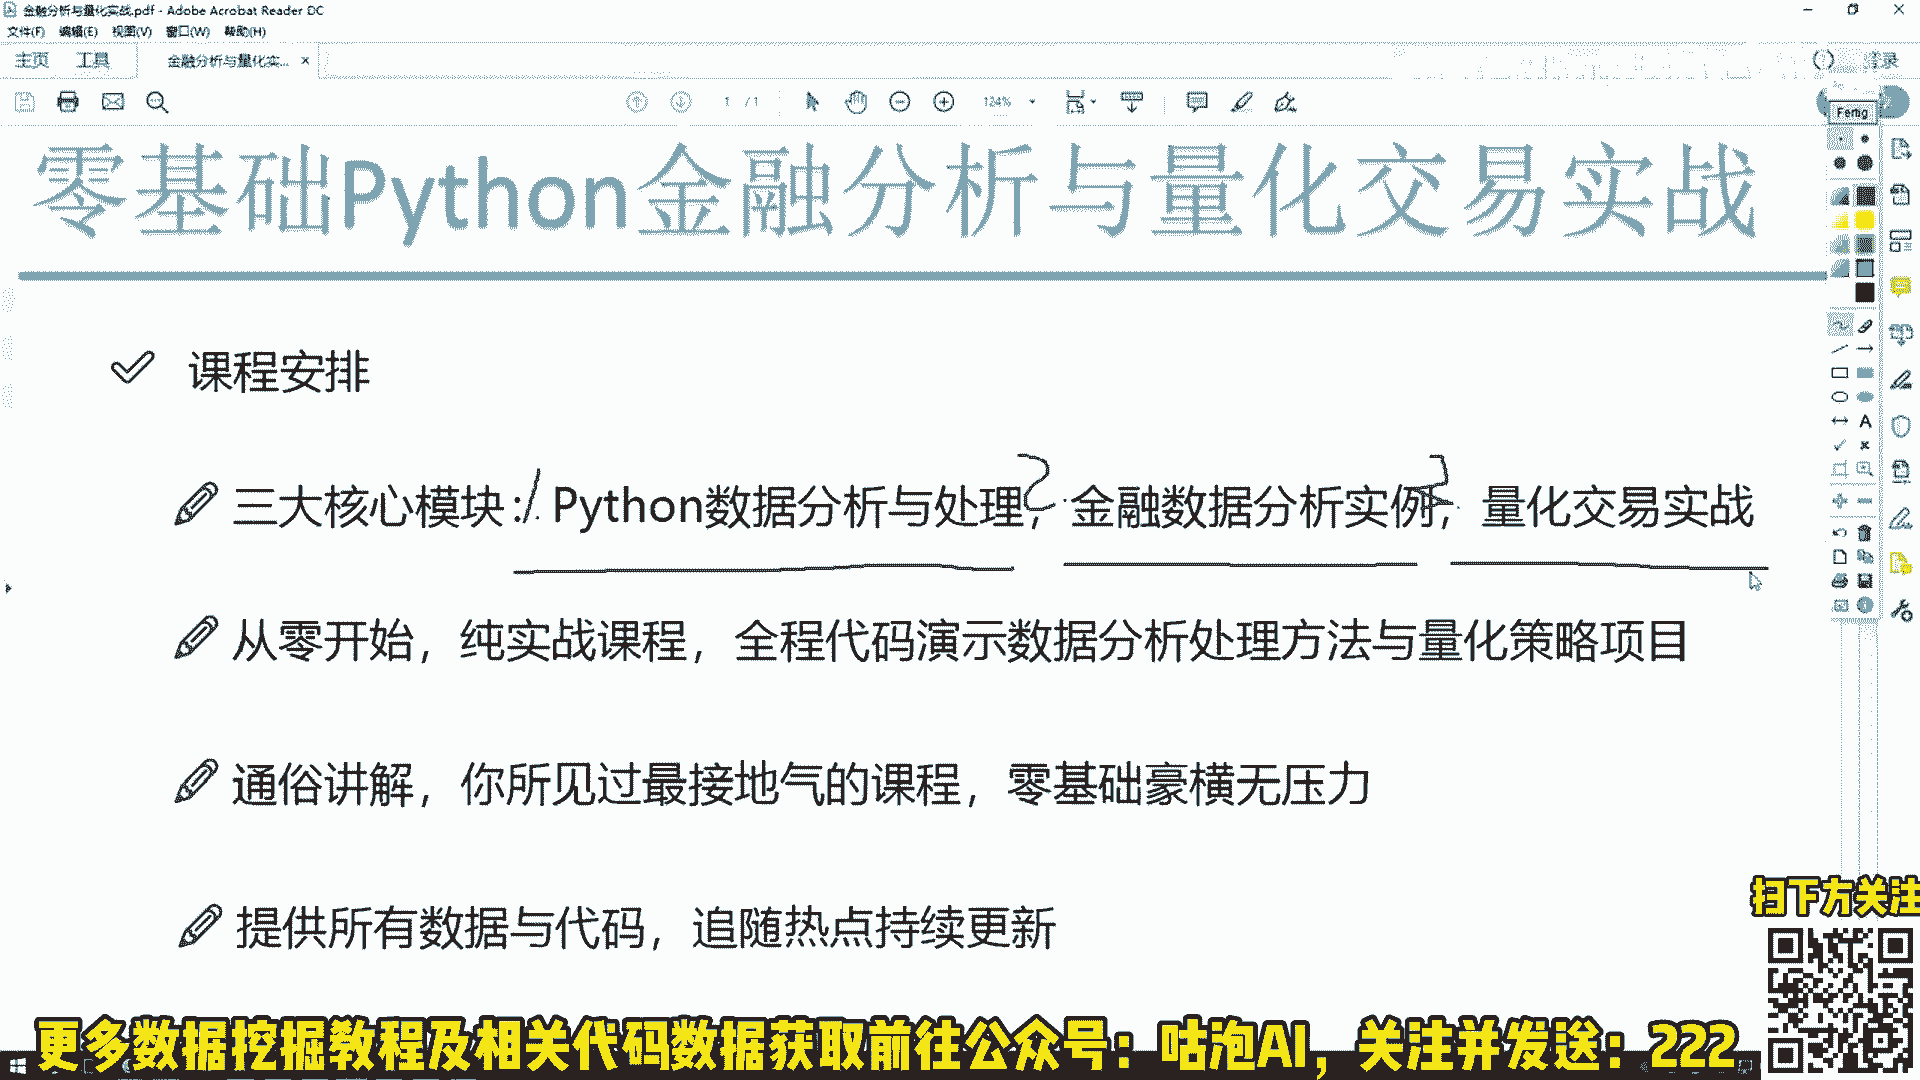 金融分析与量化实战.pdf - Adobe Acrobat Reader DC
文件(F) 编辑(E) 视图(V) 窗口(W) 帮助(H)
主页 工具 金融分析与量化实... ×
1 / 1 124%
Fertig
零基础Python金融分析与量化交易实战
课程安排
1 2 3
三大核心模块：Python数据分析与处理，金融数据分析实例，量化交易实战
从零开始，纯实战课程，全程代码演示数据分析处理方法与量化策略项目
通俗讲解，你所见过最接地气的课程，零基础豪横无压力
提供所有数据与代码，追随热点持续更新
扫下方关注
更多数据挖掘教程及相关代码数据获取前往公众号：咕泡AI，关注并发送：222